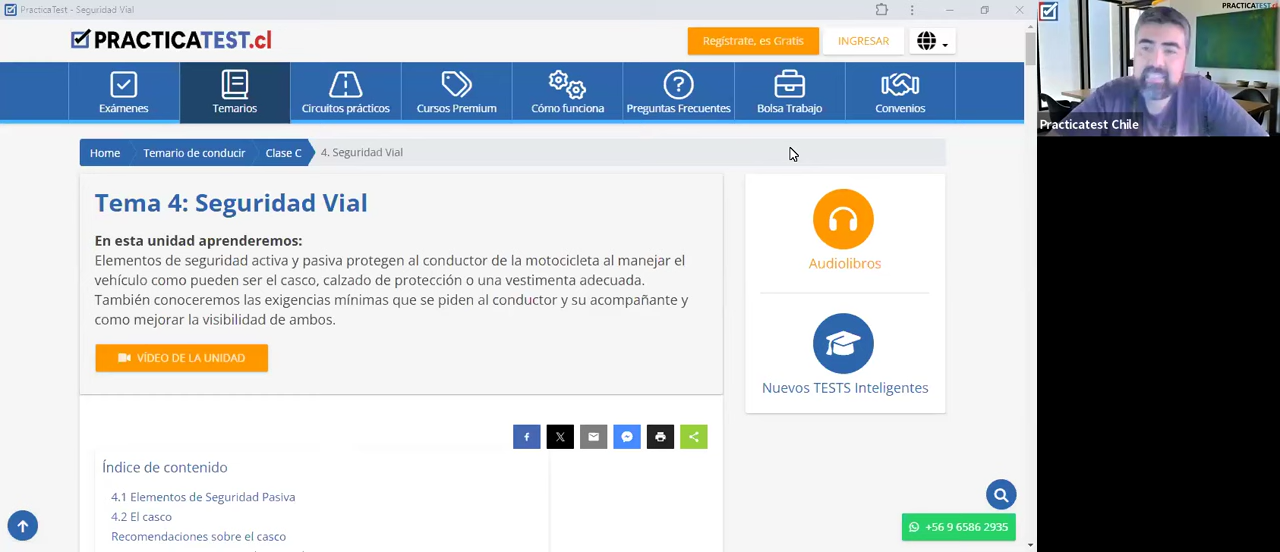 PracticaTest - Seguridad Vial
PRACTICATEST.cl
Regístrate, es Gratis
INGRESAR
Exámenes
Temarios
Circuitos prácticos
Cursos Premium
Cómo funciona
Preguntas Frecuentes
Bolsa Trabajo
Convenios
Home
Temario de conducir
Clase C
4. Seguridad Vial
Tema 4: Seguridad Vial
En esta unidad aprenderemos:
Elementos de seguridad activa y pasiva protegen al conductor de la motocicleta al manejar el
vehículo como pueden ser el casco, calzado de protección o una vestimenta adecuada.
También conoceremos las exigencias mínimas que se piden al conductor y su acompañante y
como mejorar la visibilidad de ambos.
VÍDEO DE LA UNIDAD
Audiolibros
Nuevos TESTS Inteligentes
Índice de contenido
4.1 Elementos de Seguridad Pasiva
4.2 El casco
Recomendaciones sobre el casco
+56 9 6586 2935
PRACTICATEST.cl
Practicatest Chile